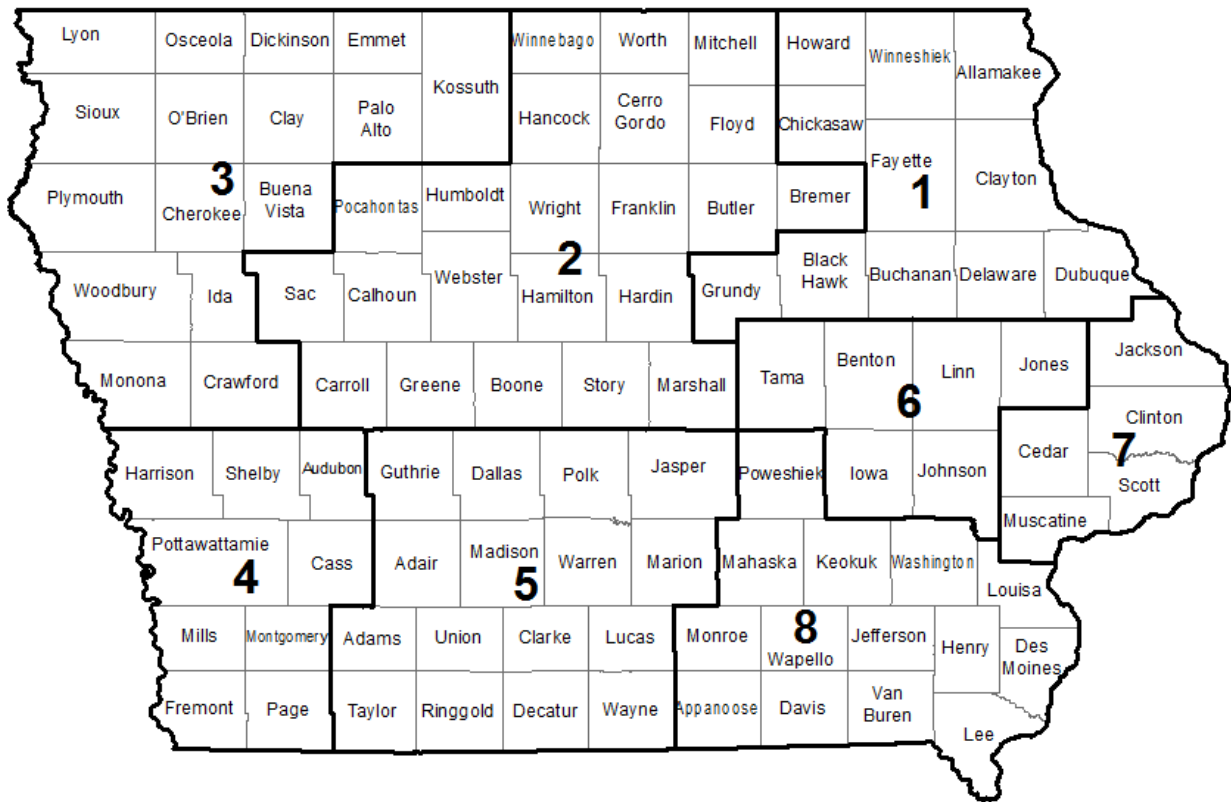 Lyon
Osceola
Dickinson
Emmet
Kossuth
Winnebago
Worth
Mitchell
Howard
Winneshiek
Allamakee
Sioux
O'Brien
Clay
Palo
Alto
Hancock
Cerro
Gordo
Floyd
Chickasaw
Fayette
1
Clayton
Plymouth
3
Cherokee
Buena
Vista
Pocahontas
Humboldt
Wright
Franklin
Butler
Bremer
2
Woodbury
Ida
Sac
Calhoun
Webster
Hamilton
Hardin
Grundy
Black
Hawk
Buchanan
Delaware
Dubuque
Monona
Crawford
Carroll
Greene
Boone
Story
Marshall
Tama
Benton
Linn
Jones
Jackson
6
Clinton
7
Harrison
Shelby
Audubon
Guthrie
Dallas
Polk
Jasper
Poweshiek
Iowa
Johnson
Cedar
Scott
Muscatine
Pottawattamie
4
Cass
Adair
Madison
5
Warren
Marion
Mahaska
Keokuk
Washington
Louisa
Mills
Montgomery
Adams
Union
Clarke
Lucas
Monroe
8
Wapello
Jefferson
Henry
Des
Moines
Fremont
Page
Taylor
Ringgold
Decatur
Wayne
Appanoose
Davis
Van
Buren
Lee